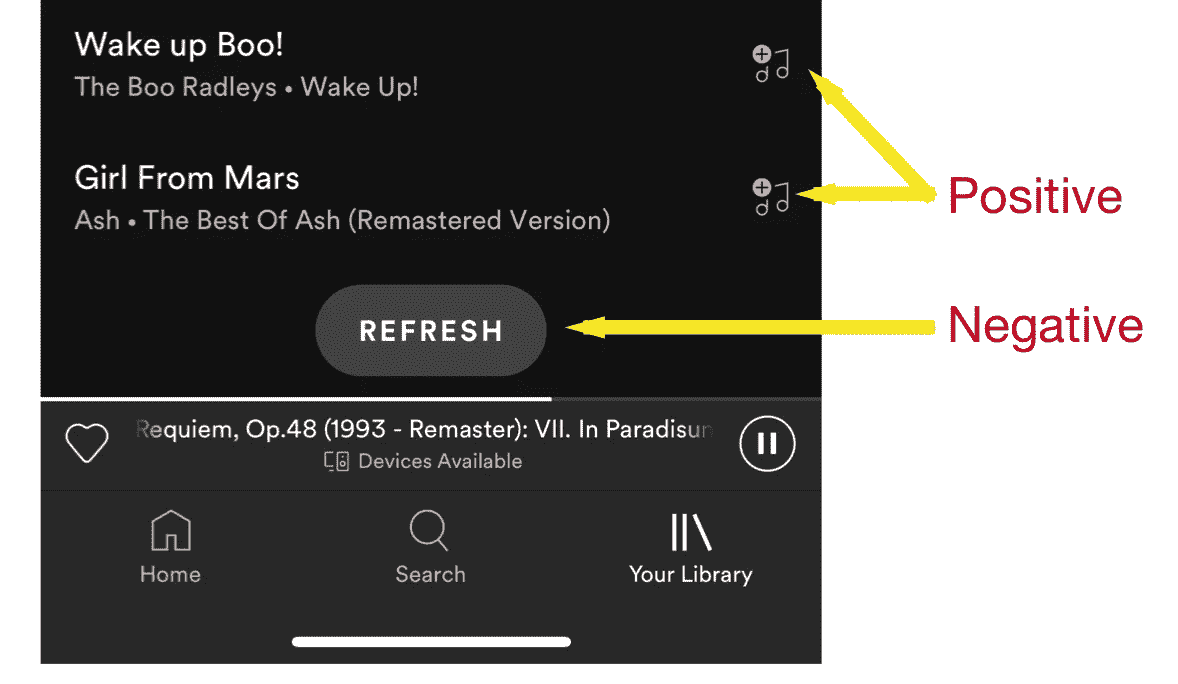 Wake up Boo!
The Boo Radleys • Wake Up!
Girl From Mars
Ash • The Best Of Ash (Remastered Version)
Positive
REFRESH
Negative
Requiem, Op.48 (1993 - Remaster): VII. In Paradisun
Devices Available
Home
Search
Your Library